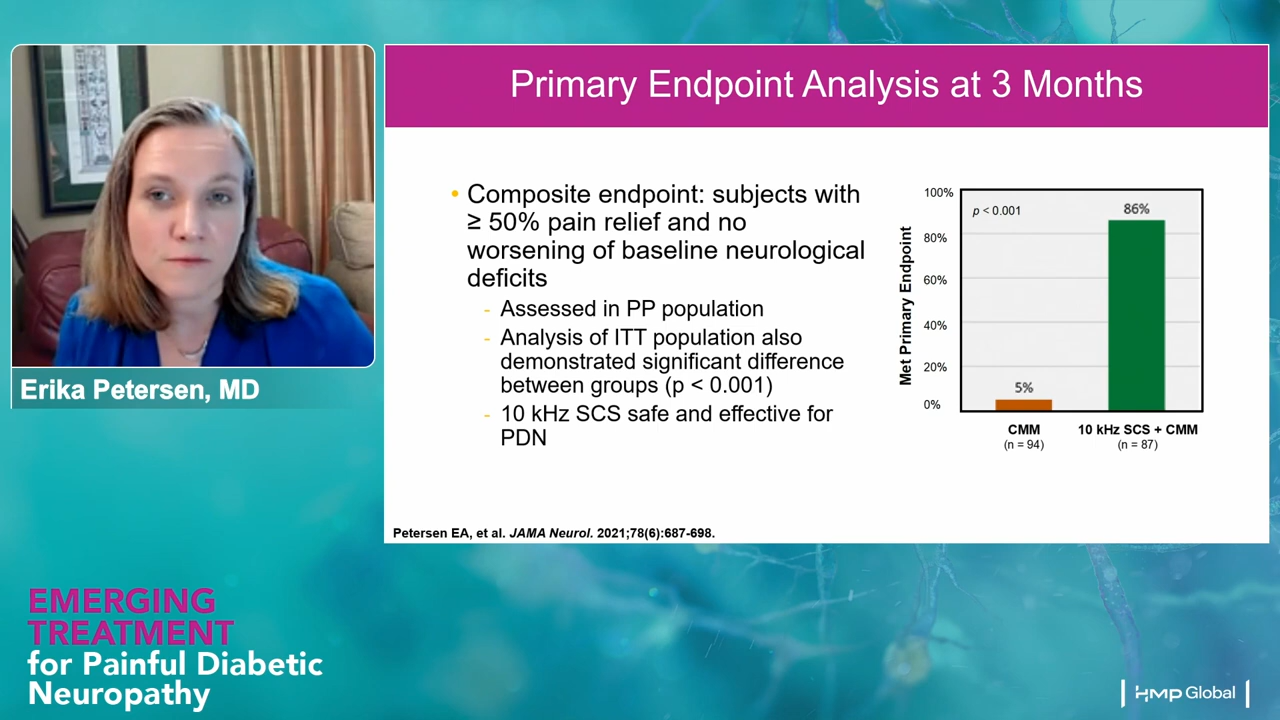 Primary Endpoint Analysis at 3 Months
• Composite endpoint: subjects with
≥ 50% pain relief and no
worsening of baseline neurological
deficits
- Assessed in PP population
- Analysis of ITT population also
demonstrated significant difference
between groups (p < 0.001)
- 10 kHz SCS safe and effective for
PDN
Met Primary Endpoint
100%
80%
60%
40%
20%
0%
p < 0.001
5%
86%
CMM
(n = 94)
10 kHz SCS + CMM
(n = 87)
Petersen EA, et al. JAMA Neurol. 2021;78(6):687-698.
Erika Petersen, MD
EMERGING
TREATMENT
for Painful Diabetic
Neuropathy
HMP Global